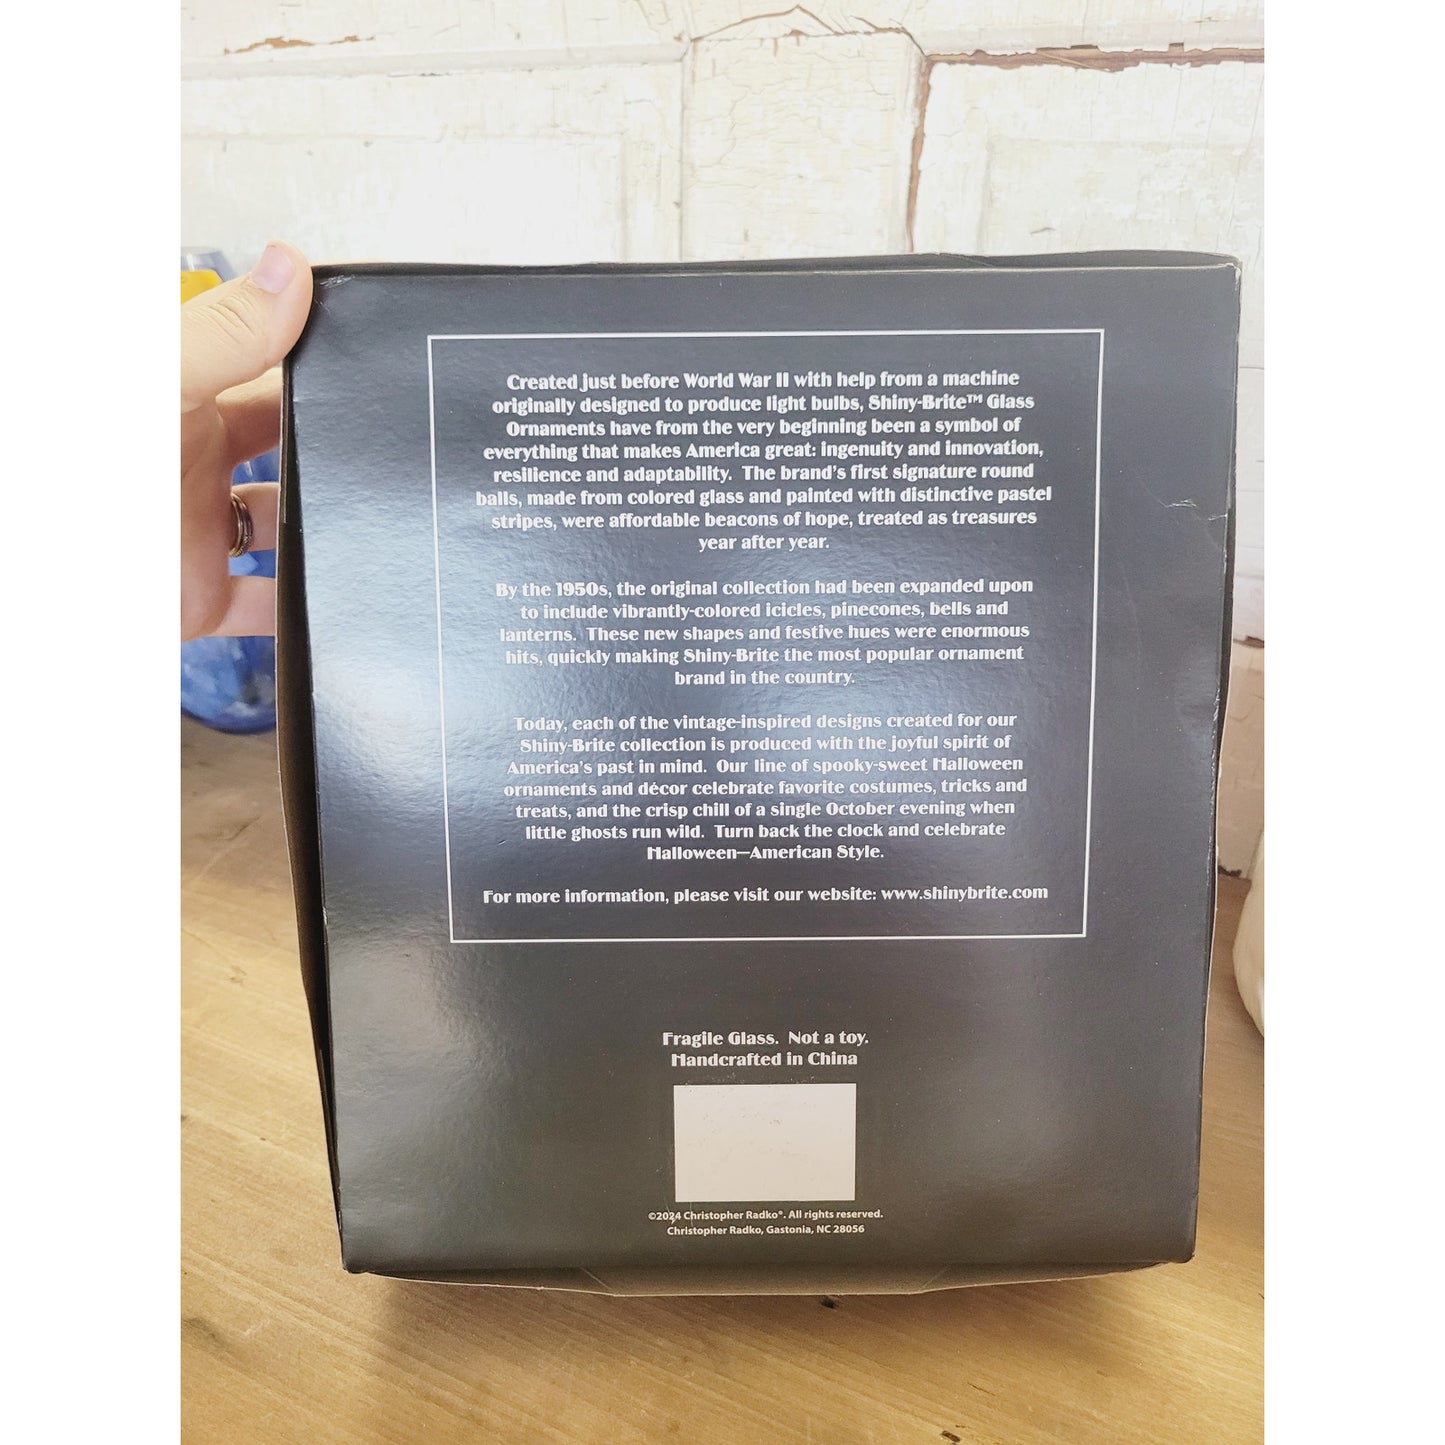 Created just before World War II with help from a machine
originally designed to produce light bulbs, Shiny-Brite™ Glass
Ornaments have from the very beginning been a symbol of
everything that makes America great: ingenuity and innovation,
resilience and adaptability. The brand's first signature round
balls, made from colored glass and painted with distinctive pastel
stripes, were affordable beacons of hope, treated as treasures
year after year.
By the 1950s, the original collection had been expanded upon
to include vibrantly-colored icicles, pinecones, bells and
lanterns. These new shapes and festive hues were enormous
hits, quickly making Shiny-Brite the most popular ornament
brand in the country.
Today, each of the vintage-inspired designs created for our
Shiny-Brite collection is produced with the joyful spirit of
America's past in mind. Our line of spooky-sweet Halloween
ornaments and décor celebrate favorite costumes, tricks and
treats, and the crisp chill of a single October evening when
little ghosts run wild. Turn back the clock and celebrate
Halloween—American Style.
For more information, please visit our website: www.shinybrite.com
Fragile Glass. Not a toy.
Handcrafted in China
©2024 Christopher Radko®. All rights reserved.
Christopher Radko, Gastonia, NC 28056